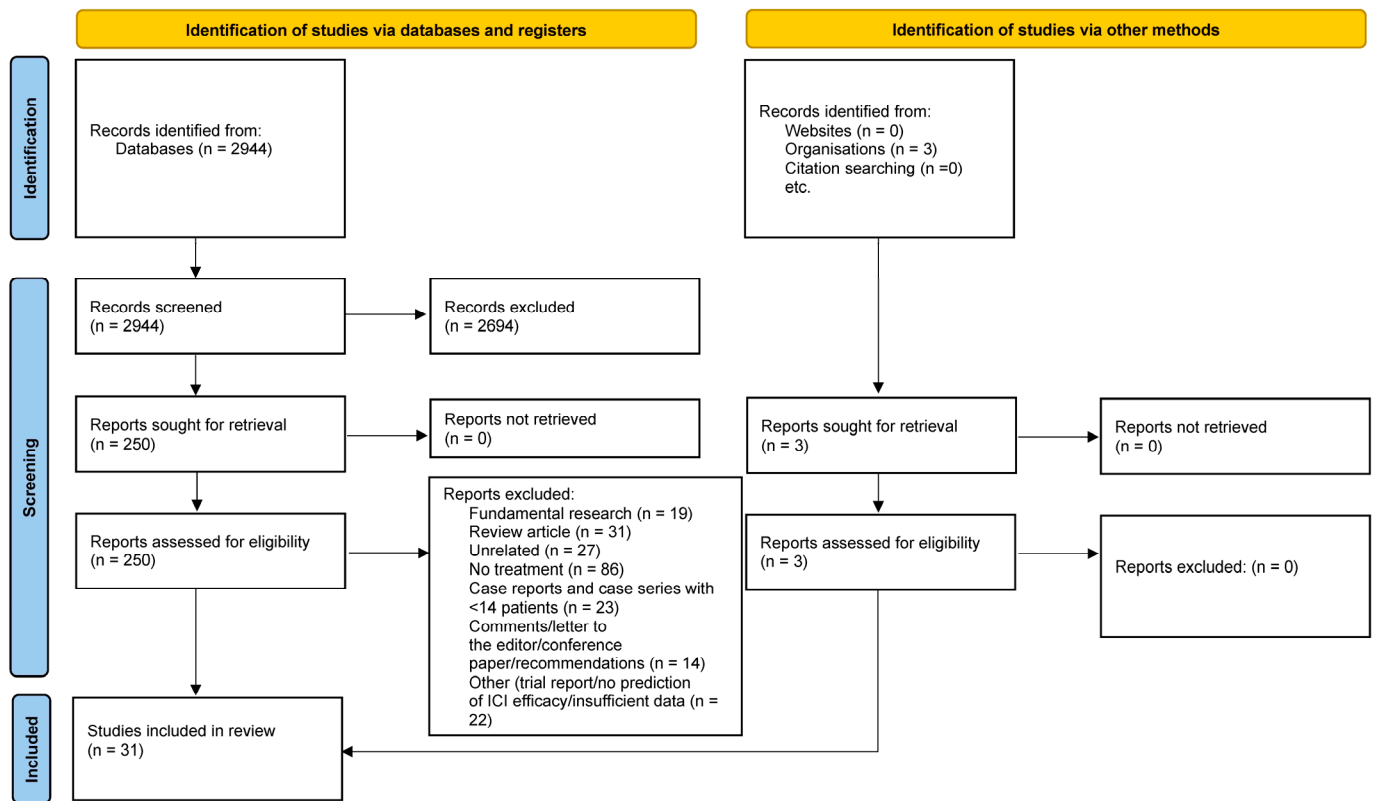 Identification of studies via databases and registers
Identification of studies via other methods
Identification
Records identified from:
Databases (n = 2944)
Records identified from:
Websites (n = 0)
Organisations (n = 3)
Citation searching (n =0)
etc.
Screening
Records screened
(n = 2944)
Records excluded
(n = 2694)
Reports sought for retrieval
(n = 250)
Reports not retrieved
(n = 0)
Reports sought for retrieval
(n = 3)
Reports not retrieved
(n = 0)
Reports assessed for eligibility
(n = 250)
Reports excluded:
Fundamental research (n = 19)
Review article (n = 31)
Unrelated (n = 27)
No treatment (n = 86)
Case reports and case series with
<14 patients (n = 23)
Comments/letter to
the editor/conference
paper/recommendations (n = 14)
Other (trial report/no prediction
of ICI efficacy/insufficient data (n =
22)
Reports assessed for eligibility
(n = 3)
Reports excluded: (n = 0)
Included
Studies included in review
(n = 31)